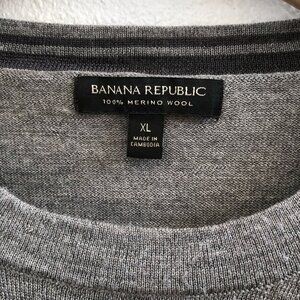 BANANA REPUBLIC
100% MERINO WOOL
XL
MADE IN
CAMBODIA